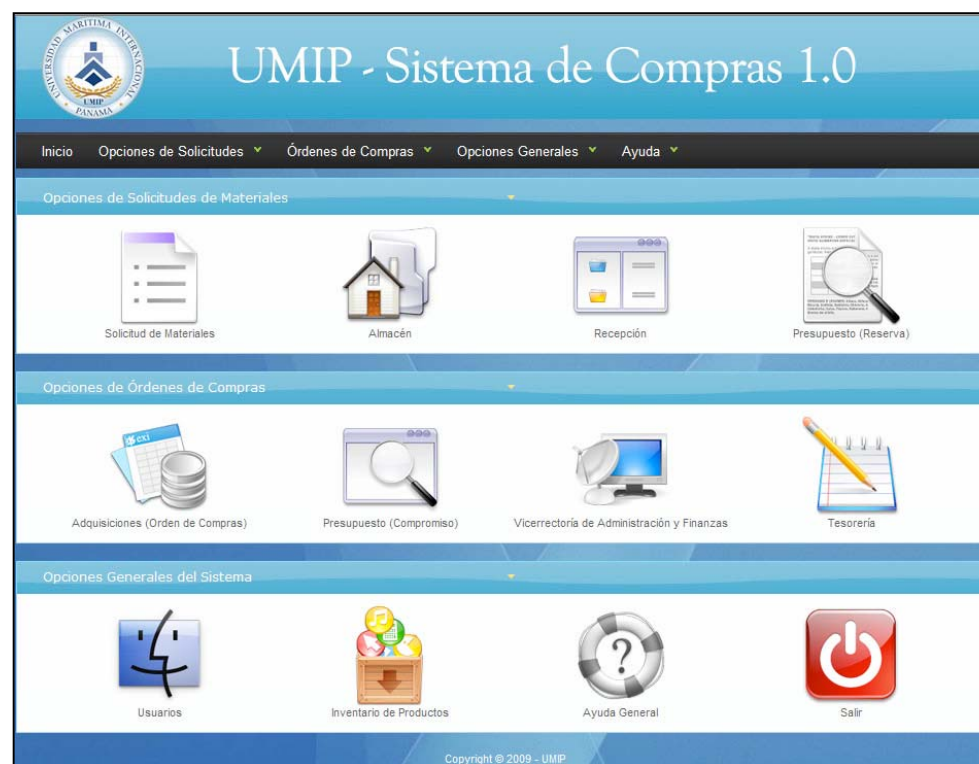 UNIVERSIDAD MARITIMA INTERNACIONAL
UMIP
PANAMA
UMIP - Sistema de Compras 1.0
Inicio Opciones de Solicitudes Órdenes de Compras Opciones Generales Ayuda
Opciones de Solicitudes de Materiales
Solicitud de Materiales Almacén Recepción Presupuesto (Reserva)
Opciones de Órdenes de Compras
exi
Adquisiciones (Orden de Compras) Presupuesto (Compromiso) Vicerrectoría de Administración y Finanzas Tesorería
Opciones Generales del Sistema
?
Usuarios Inventario de Productos Ayuda General Salir
Copyright © 2009 - UMIP